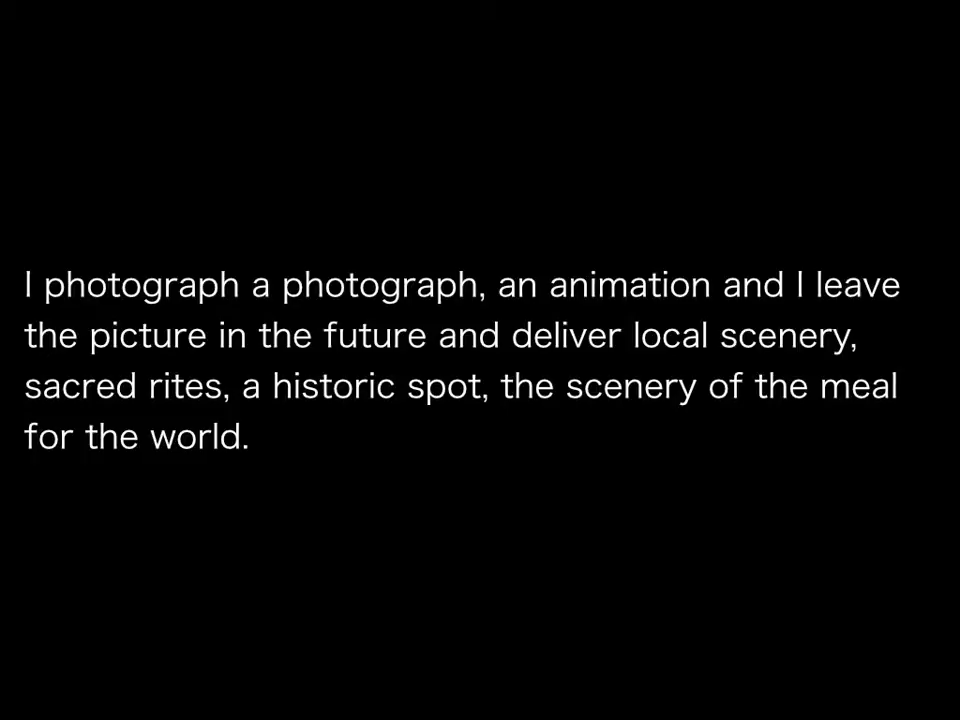 I photograph a photograph, an animation and I leave
the picture in the future and deliver local scenery,
sacred rites, a historic spot, the scenery of the meal
for the world.